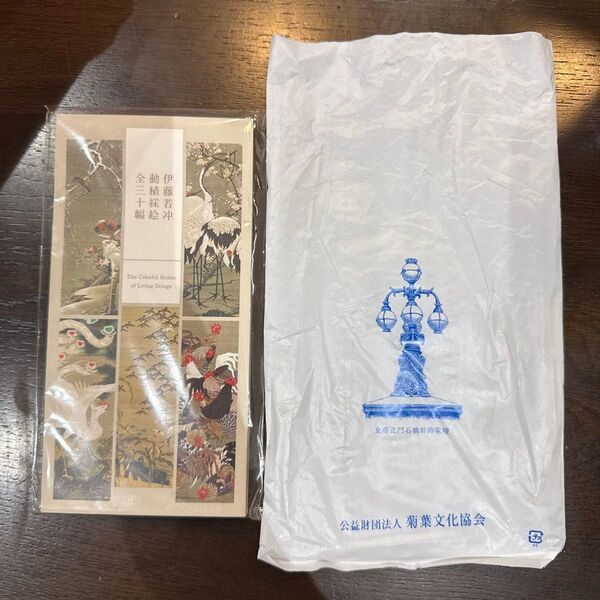 伊藤若冲
動植綵絵
全三十幅
The Colorful Realm
of Living Beings
皇居正門石橋飾電燈
公益財団法人 菊葉文化協会
プラ